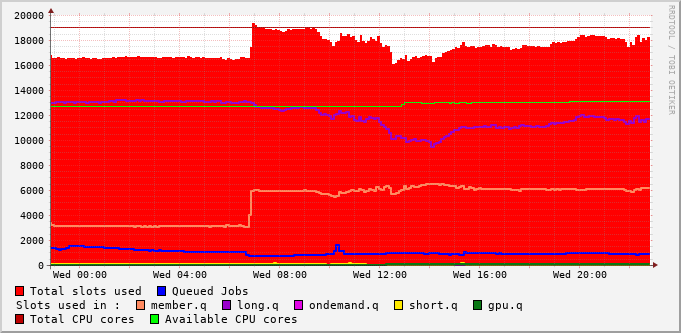 20000
18000
16000
14000
12000
10000
8000
6000
4000
2000
0
Wed 00:00 Wed 04:00 Wed 08:00 Wed 12:00 Wed 16:00 Wed 20:00
Total slots used Queued Jobs
Slots used in : member.q long.q ondemand.q short.q gpu.q
Total CPU cores Available CPU cores
RRDTOOL / TOBI OETIKER